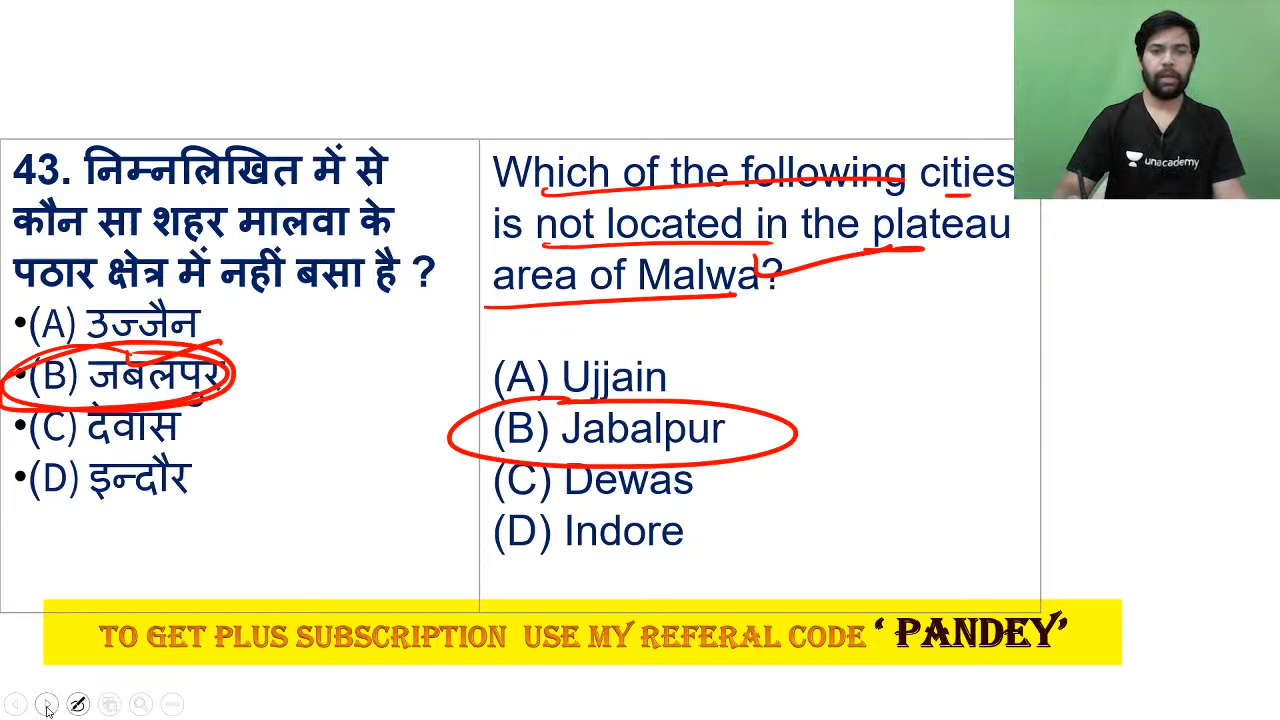 43. निम्नलिखित में से
कौन सा शहर मालवा के
पठार क्षेत्र में नहीं बसा है ?
•(A) उज्जैन
•(B) जबलपुर
•(C) देवास
•(D) इन्दौर
Which of the following cities
is not located in the plateau
area of Malwa?
(A) Ujjain
(B) Jabalpur
(C) Dewas
(D) Indore
unacademy
TO GET PLUS SUBSCRIPTION USE MY REFERAL CODE ‘ PANDEY’